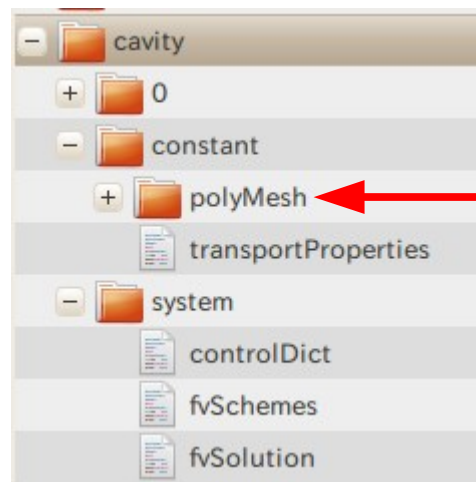 cavity
0
constant
polyMesh
transportProperties
system
controlDict
fvSchemes
fvSolution